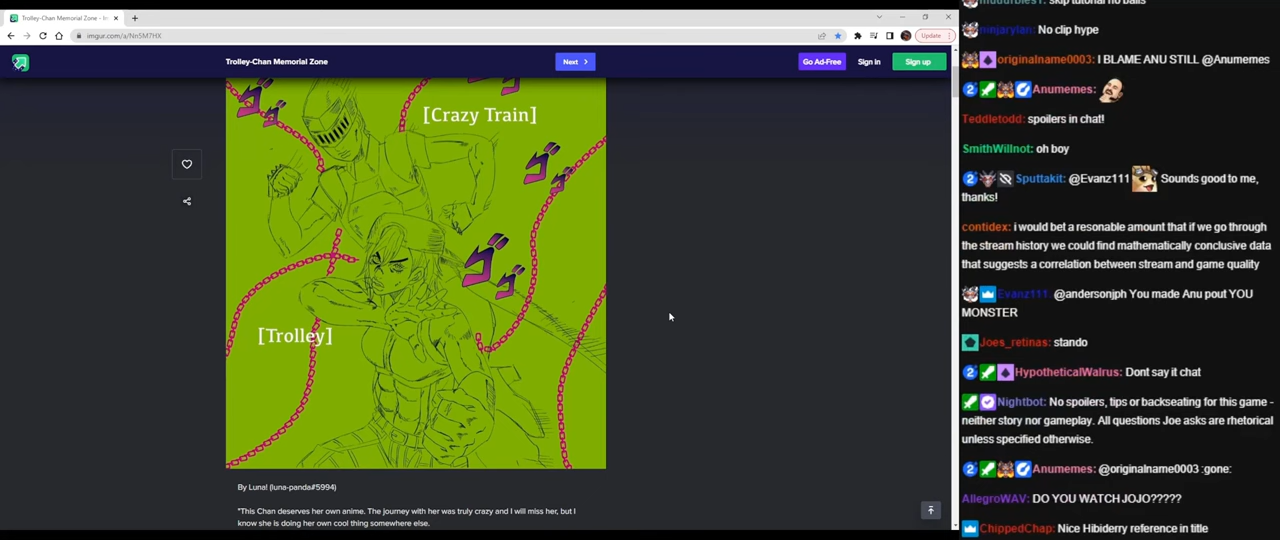 Trolley-Chan Memorial Zone - Im
imgur.com/a/Nn5M7HX
Update
Trolley-Chan Memorial Zone
Next
Go Ad-Free
Sign in
Sign up
[Crazy Train]
[Trolley]
By Luna! (luna-panda#5994)
"This Chan deserves her own anime. The journey with her was truly crazy and I will miss her, but I
know she is doing her own cool thing somewhere else.
skip tutorial no balls
ninjarylan: No clip hype
originalname0003: I BLAME ANU STILL @Anumemes
Anumemes:
Teddletodd: spoilers in chat!
SmithWillnot: oh boy
Sputtakit: @Evanz111 Sounds good to me,
thanks!
contidex: i would bet a resonable amount that if we go through
the stream history we could find mathematically conclusive data
that suggests a correlation between stream and game quality
Evanz111: @andersonjph You made Anu pout YOU
MONSTER
Joes_retinas: stando
HypotheticalWalrus: Dont say it chat
Nightbot: No spoilers, tips or backseating for this game -
neither story nor gameplay. All questions Joe asks are rhetorical
unless specified otherwise.
Anumemes: @originalname0003 :gone:
AllegroWAV: DO YOU WATCH JOJO?????
ChippedChap: Nice Hibiderry reference in title